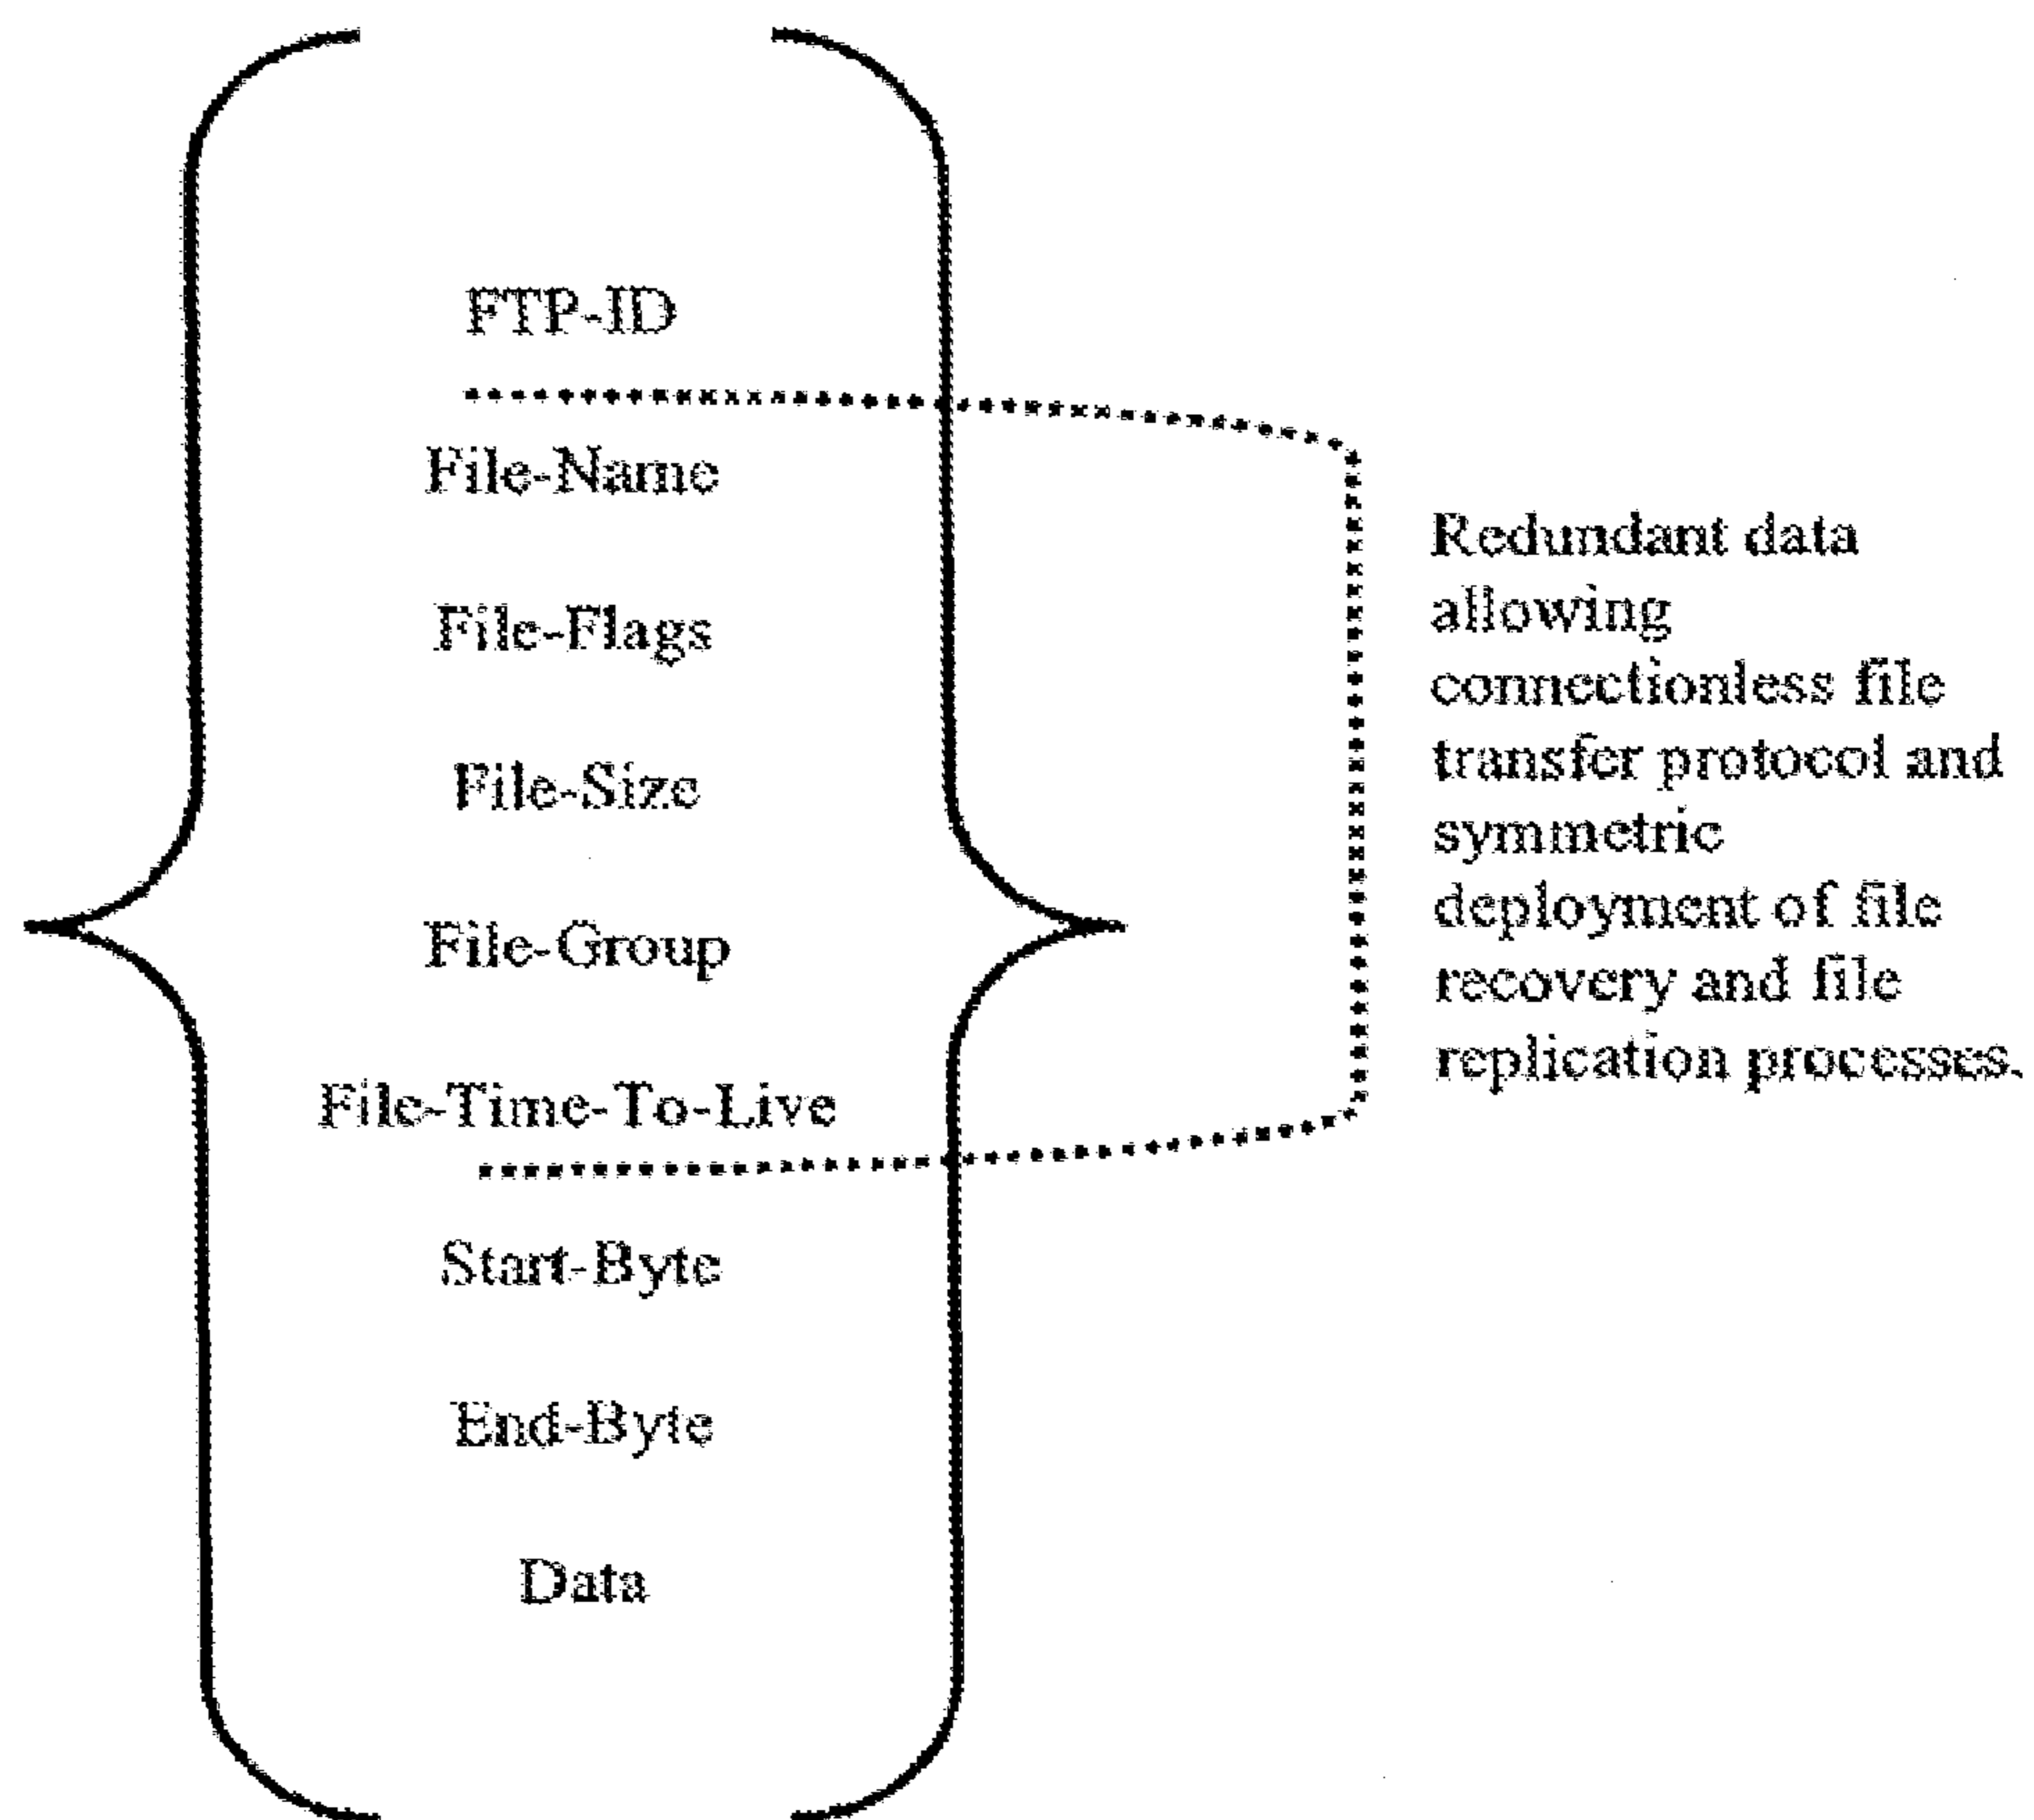 FTP-ID
File-Name
File-Flags
File-Size
File-Group
File-Time-To-Live
Start-Byte
End-Byte
Data
Redundant data
allowing
connectionless file
transfer protocol and
symmetric
deployment of file
recovery and file
replication processes.